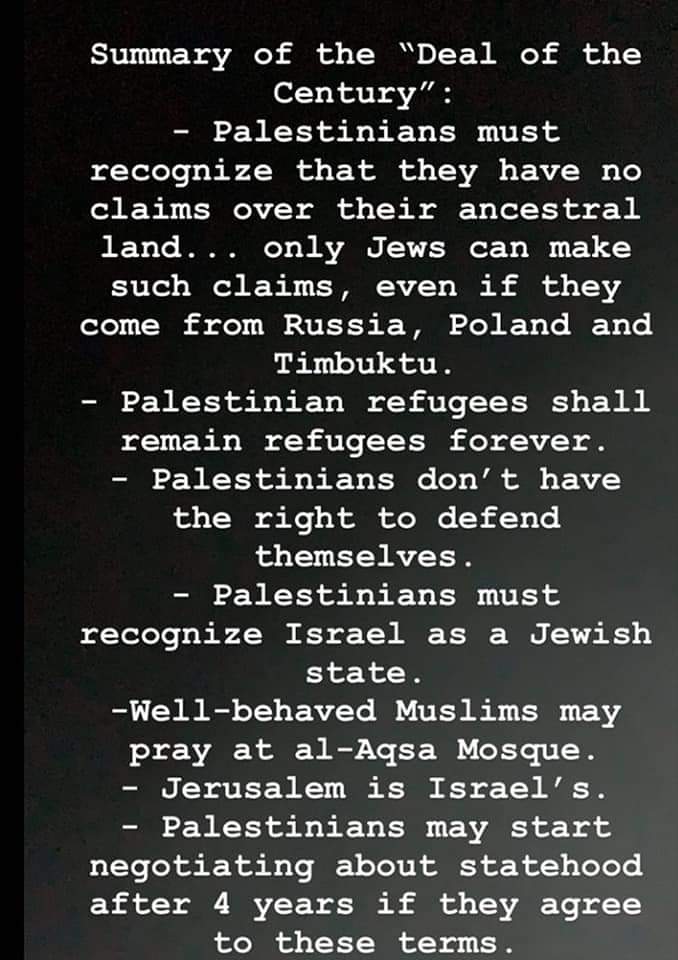 Summary of the “Deal of the
Century”:
- Palestinians must
recognize that they have no
claims over their ancestral
land... only Jews can make
such claims, even if they
come from Russia, Poland and
Timbuktu.
- Palestinian refugees shall
remain refugees forever.
- Palestinians don’t have
the right to defend
themselves.
- Palestinians must
recognize Israel as a Jewish
state.
-Well-behaved Muslims may
pray at al-Aqsa Mosque.
- Jerusalem is Israel’s.
- Palestinians may start
negotiating about statehood
after 4 years if they agree
to these terms.